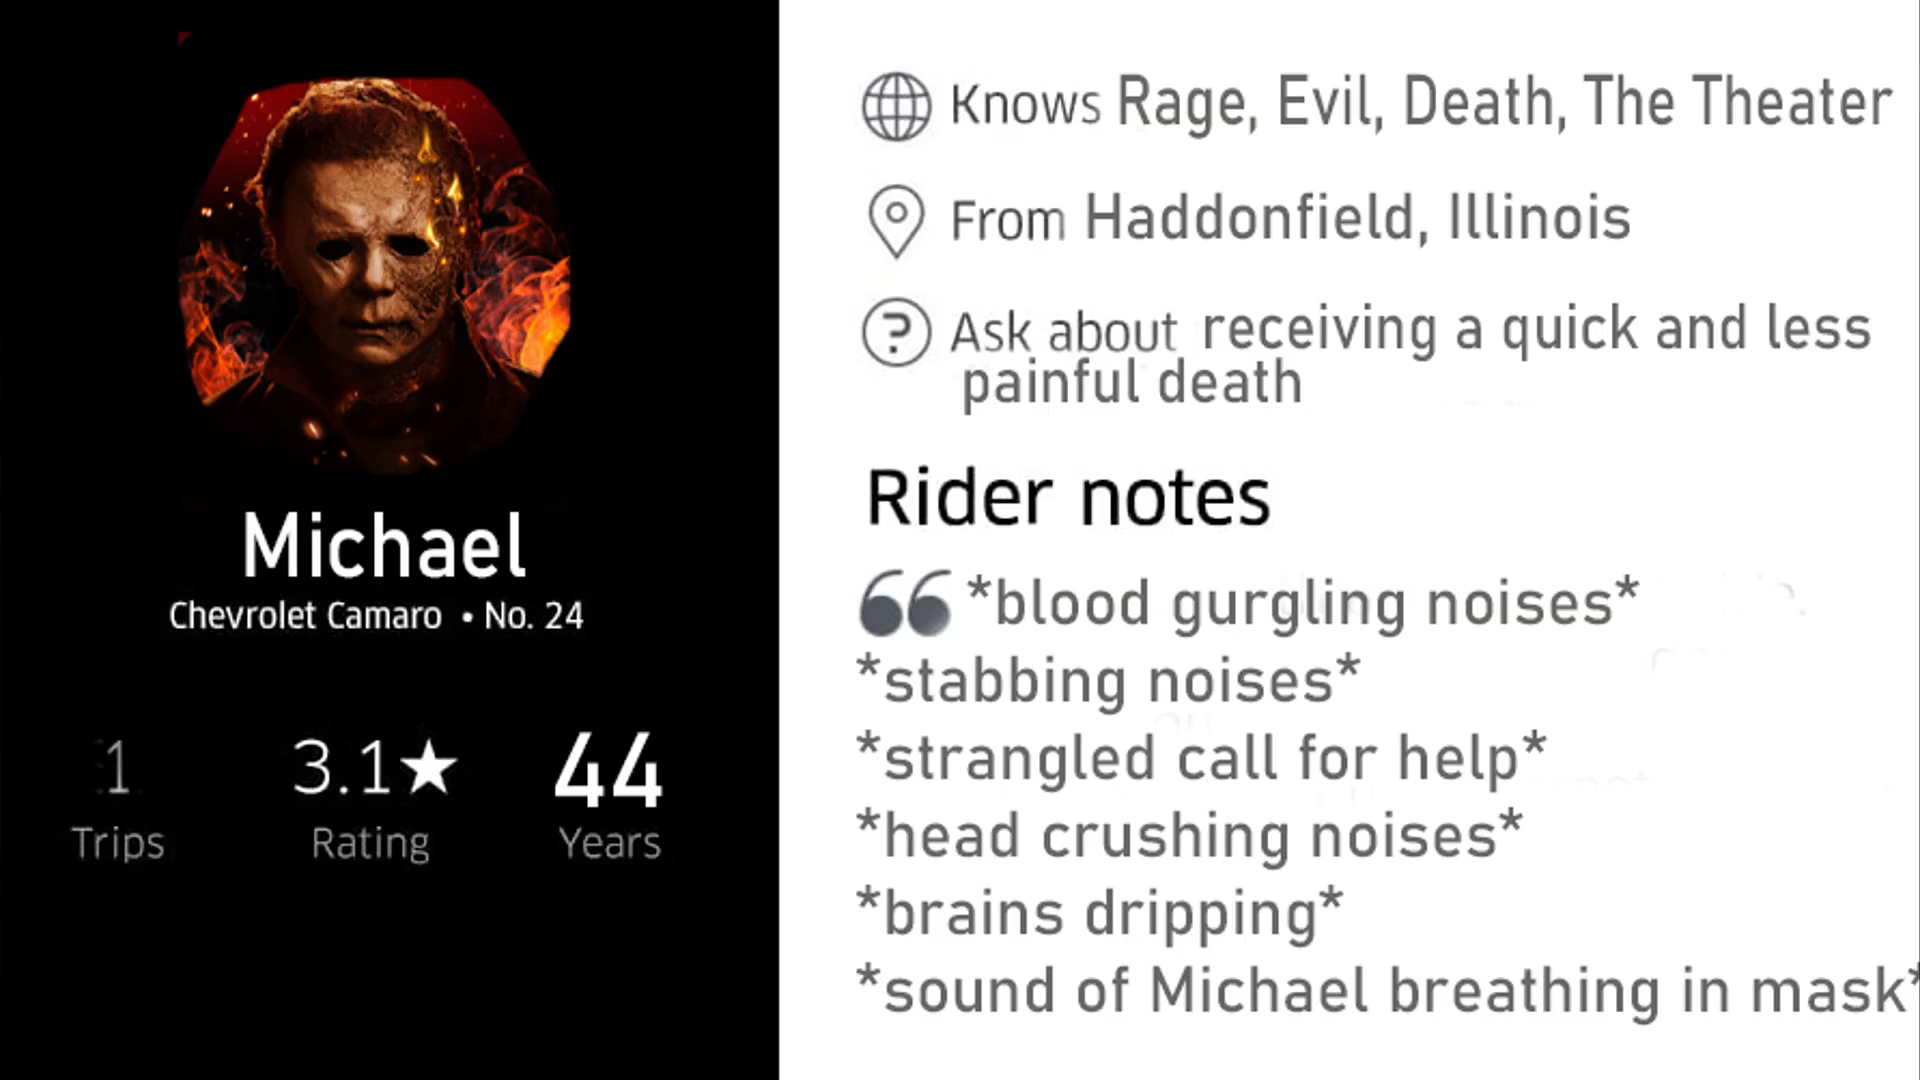 Michael
Chevrolet Camaro • No. 24
1
Trips
3.1★
Rating
44
Years
Knows Rage, Evil, Death, The Theater
From Haddonfield, Illinois
Ask about receiving a quick and less
painful death
Rider notes
“*blood gurgling noises*
*stabbing noises*
*strangled call for help*
*head crushing noises*
*brains dripping*
*sound of Michael breathing in mask*